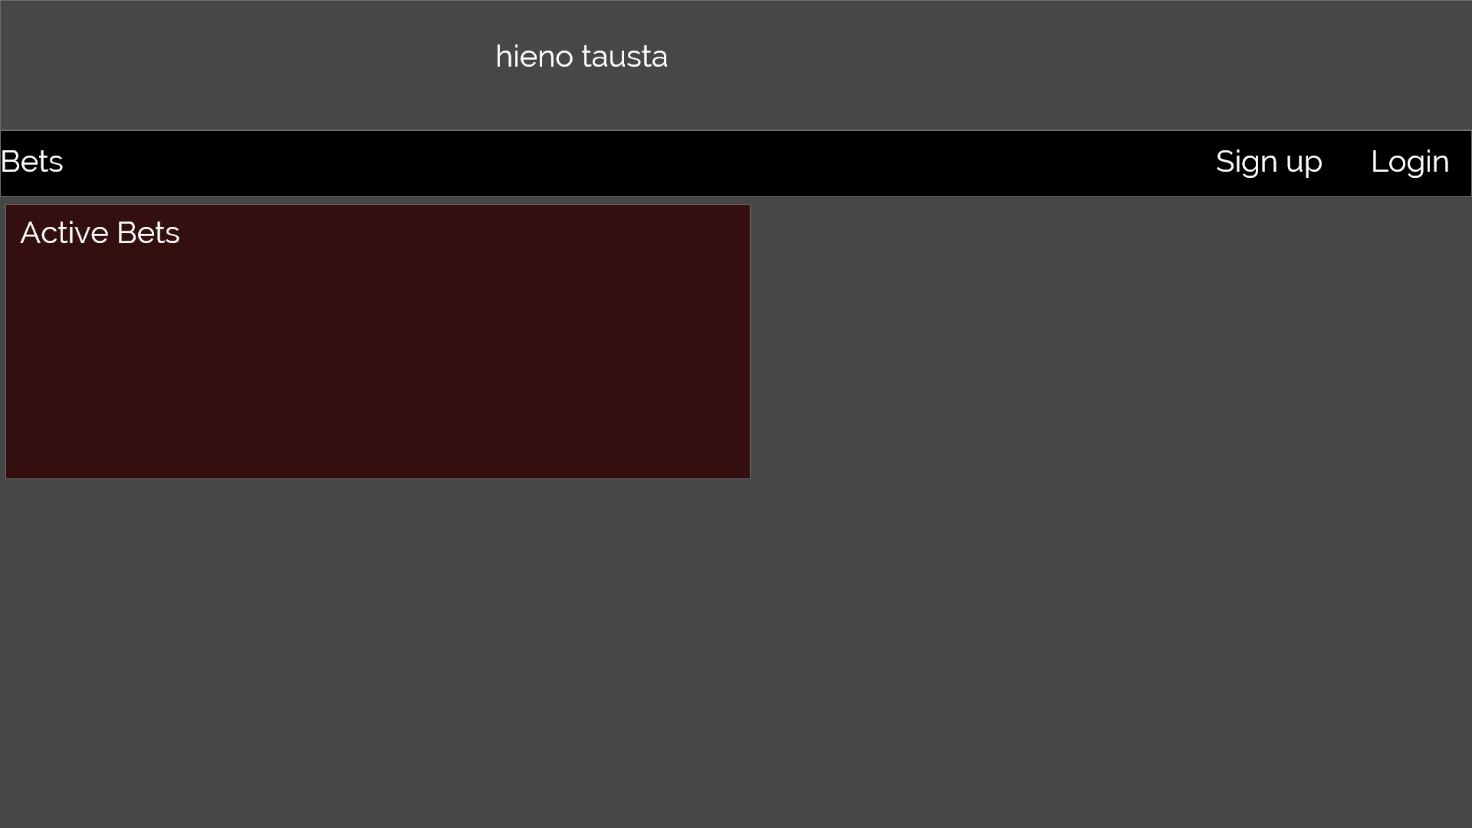 hieno tausta
Bets
Sign up
Login
Active Bets